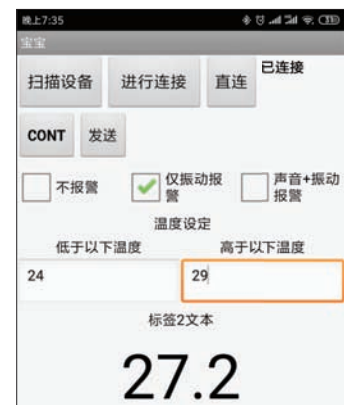 晚上7:35
宝宝
扫描设备 进行连接 直连 已连接
CONT 发送
不报警 仅振动报警 声音+振动报警
温度设定
低于以下温度 高于以下温度
24 29
标签2文本
27.2